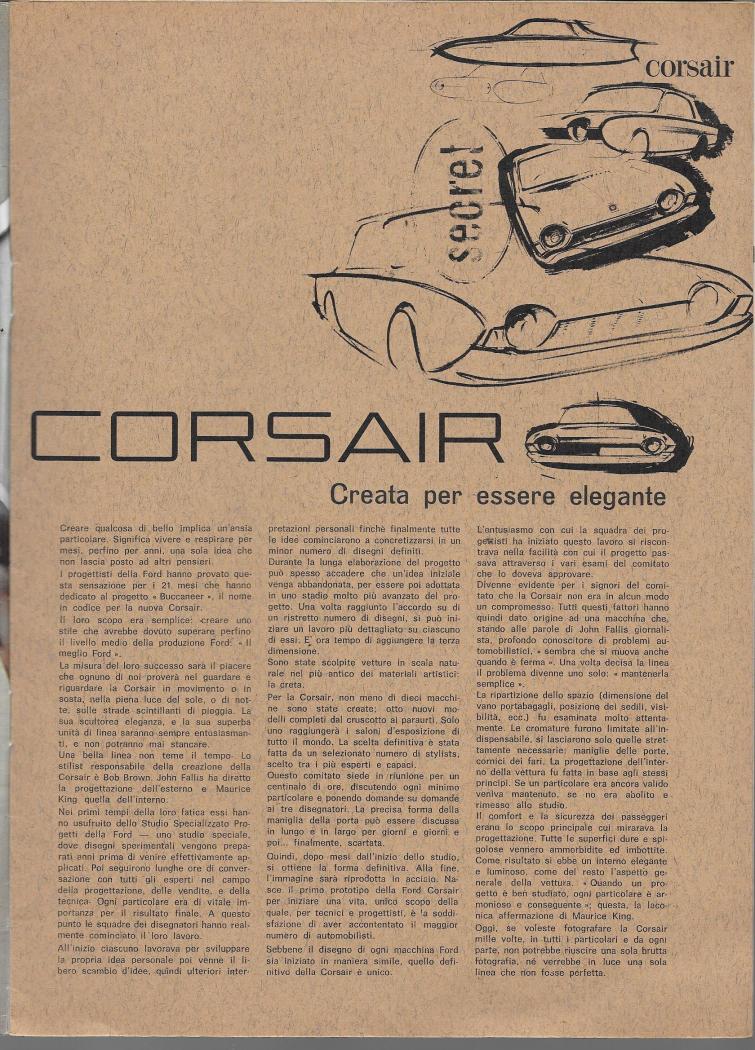 corsair
secret
CORSAIR
Creata per essere elegante
Creare qualcosa di bello implica un'ansia
particolare. Significa vivere e respirare per
mesi, perfino per anni, una sola idea che
non lascia posto ad altri pensieri.
I progettisti della Ford hanno provato que-
sta sensazione per i 21 mesi che hanno
dedicato al progetto « Buccaneer », il nome
in codice per la nuova Corsair.
Il loro scopo era semplice: creare uno
stile che avrebbe dovuto superare perfino
il livello medio della produzione Ford: « Il
meglio Ford ».
La misura del loro successo sarà il piacere
che ognuno di noi proverà nel guardare e
riguardare la Corsair in movimento o in
sosta, nella piena luce del sole, o di not-
te, sulle strade scintillanti di pioggia. La
sua scultorea eleganza, e la sua superba
unità di linea saranno sempre entusiasman-
ti, e non potranno mai stancare.
Una bella linea non teme il tempo. Lo
stilist responsabile della creazione della
Corsair è Bob Brown. John Fallis ha diretto
la progettazione dell'esterno e Maurice
King quella dell'interno.
Nei primi tempi della loro fatica essi han-
no usufruito dello Studio Specializzato Pro-
getti della Ford — uno studio speciale,
dove disegni sperimentali vengono prepa-
rati anni prima di venire effettivamente ap-
plicati. Poi seguirono lunghe ore di conver-
sazione con tutti gli esperti nel campo
della progettazione, delle vendite, e della
tecnica. Ogni particolare era di vitale im-
portanza per il risultato finale. A questo
punto le squadre dei disegnatori hanno real-
mente cominciato il loro lavoro.
All'inizio ciascuno lavorava per sviluppare
la propria idea personale poi venne il li-
bero scambio d'idee, quindi ulteriori inter-
pretazioni personali finchè finalmente tutte
le idee cominciarono a concretizzarsi in un
minor numero di disegni definiti.
Durante la lunga elaborazione del progetto
può spesso accadere che un'idea iniziale
venga abbandonata, per essere poi adottata
in uno stadio molto più avanzato del pro-
getto. Una volta raggiunto l'accordo su di
un ristretto numero di disegni, si può ini-
ziare un lavoro più dettagliato su ciascuno
di essi. E' ora tempo di aggiungere la terza
dimensione.
Sono state scolpite vetture in scala natu-
rale nel più antico dei materiali artistici:
la creta.
Per la Corsair, non meno di dieci macchi-
ne sono state create; otto nuovi mo-
delli completi dal cruscotto ai paraurti. Solo
uno raggiungerà i saloni d'esposizione di
tutto il mondo. La scelta definitiva è stata
fatta da un selezionato numero di stylists,
scelto tra i più esperti e capaci.
Questo comitato siede in riunione per un
centinaio di ore, discutendo ogni minimo
particolare e ponendo domande su domande
ai tre disegnatori. La precisa forma della
maniglia della porta può essere discussa
in lungo e in largo per giorni e giorni e
poi... finalmente, scartata.
Quindi, dopo mesi dall'inizio dello studio,
si ottiene la forma definitiva. Alla fine,
l'immagine sarà riprodotta in acciaio. Na-
sce il primo prototipo della Ford Corsair
per iniziare una vita, unico scopo della
quale, per tecnici e progettisti, è la soddi-
sfazione di aver accontentato il maggior
numero di automobilisti.
Sebbene il disegno di ogni macchina Ford
sia iniziato in maniera simile, quello defi-
nitivo della Corsair è unico.
L'entusiasmo con cui la squadra dei pro-
gettisti ha iniziato questo lavoro si riscon-
trava nella facilità con cui il progetto pas-
sava attraverso i vari esami del comitato
che lo doveva approvare.
Divenne evidente per i signori del comi-
tato che la Corsair non era in alcun modo
un compromesso. Tutti questi fattori hanno
quindi dato origine ad una macchina che,
stando alle parole di John Fallis giornali-
sta, profondo conoscitore di problemi au-
tomobilistici, « sembra che si muova anche
quando è ferma ». Una volta decisa la linea
il problema divenne uno solo: « mantenerla
semplice ».
La ripartizione dello spazio (dimensione del
vano portabagagli, posizione dei sedili, visi-
bilità, ecc.) fu esaminata molto attenta-
mente. Le cromature furono limitate all'in-
dispensabile, si lasciarono solo quelle stret-
tamente necessarie: maniglie delle porte,
cornici dei fari. La progettazione dell'inter-
no della vettura fu fatta in base agli stessi
principi. Se un particolare era ancora valido
veniva mantenuto, se no era abolito e
rimesso allo studio.
Il comfort e la sicurezza dei passeggeri
erano lo scopo principale cui mirarava la
progettazione. Tutte le superfici dure e spi-
golose vennero ammorbidite ed imbottite.
Come risultato si ebbe un interno elegante
e luminoso, come del resto l'aspetto ge-
nerale della vettura. « Quando un pro-
getto è ben studiato, ogni particolare è ar-
monioso e conseguente »; questa, la laco-
nica affermazione di Maurice King.
Oggi, se voleste fotografare la Corsair
mille volte, in tutti i particolari e da ogni
parte, non potrebbe riuscire una sola brutta
fotografia, né verrebbe in luce una sola
linea che non fosse perfetta.